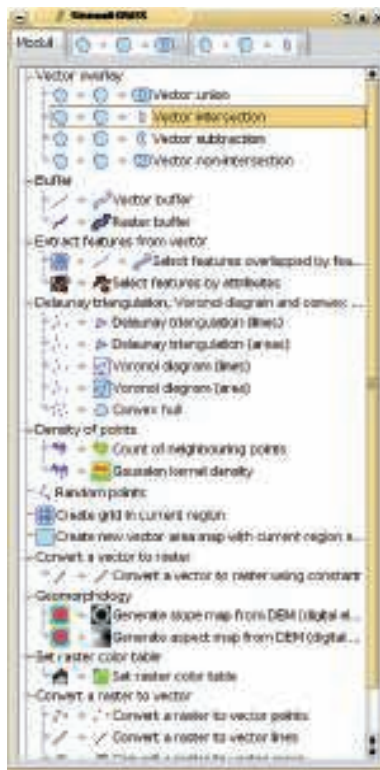 GRASS
Modul
Vector overlay
Vector union
Vector intersection
Vector subtraction
Vector non-intersection
Buffer
Vector buffer
Raster buffer
Extract features from vector
Select features overlapped by fea...
Select features by attributes
Delaunay triangulation, Voronoi diagram and convex ...
Delaunay triangulation (lines)
Delaunay triangulation (areas)
Voronoi diagram (lines)
Voronoi diagram (area)
Convex hull
Density of points
Count of neighbouring points
Gaussian kernel density
Random points
Create grid in current region
Create new vector area map with current region e...
Convert a vector to raster
Convert a vector to raster using constant
Geomorphology
Generate slope map from DEM (digital el...
Generate aspect map from DEM (digital ...
Set raster color table
Set raster color table
Convert a raster to vector
Convert a raster to vector points
Convert a raster to vector lines